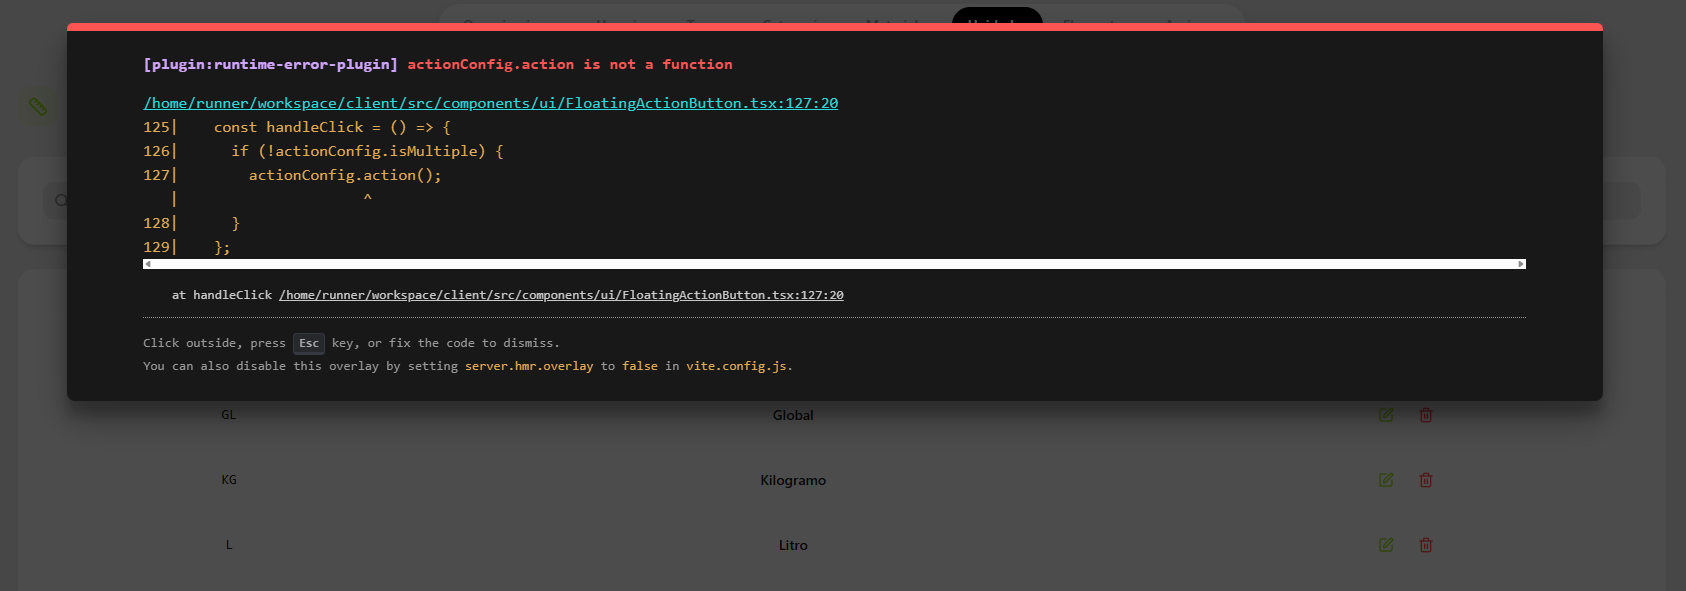 [plugin:runtime-error-plugin] actionConfig.action is not a function
/home/runner/workspace/client/src/components/ui/FloatingActionButton.tsx:127:20
125|    const handleClick = () => {
126|      if (!actionConfig.isMultiple) {
127|        actionConfig.action();
   |                     ^
128|      }
129|    };
at handleClick /home/runner/workspace/client/src/components/ui/FloatingActionButton.tsx:127:20
Click outside, press Esc key, or fix the code to dismiss.
You can also disable this overlay by setting server.hmr.overlay to false in vite.config.js.
GL Global
KG Kilogramo
L Litro